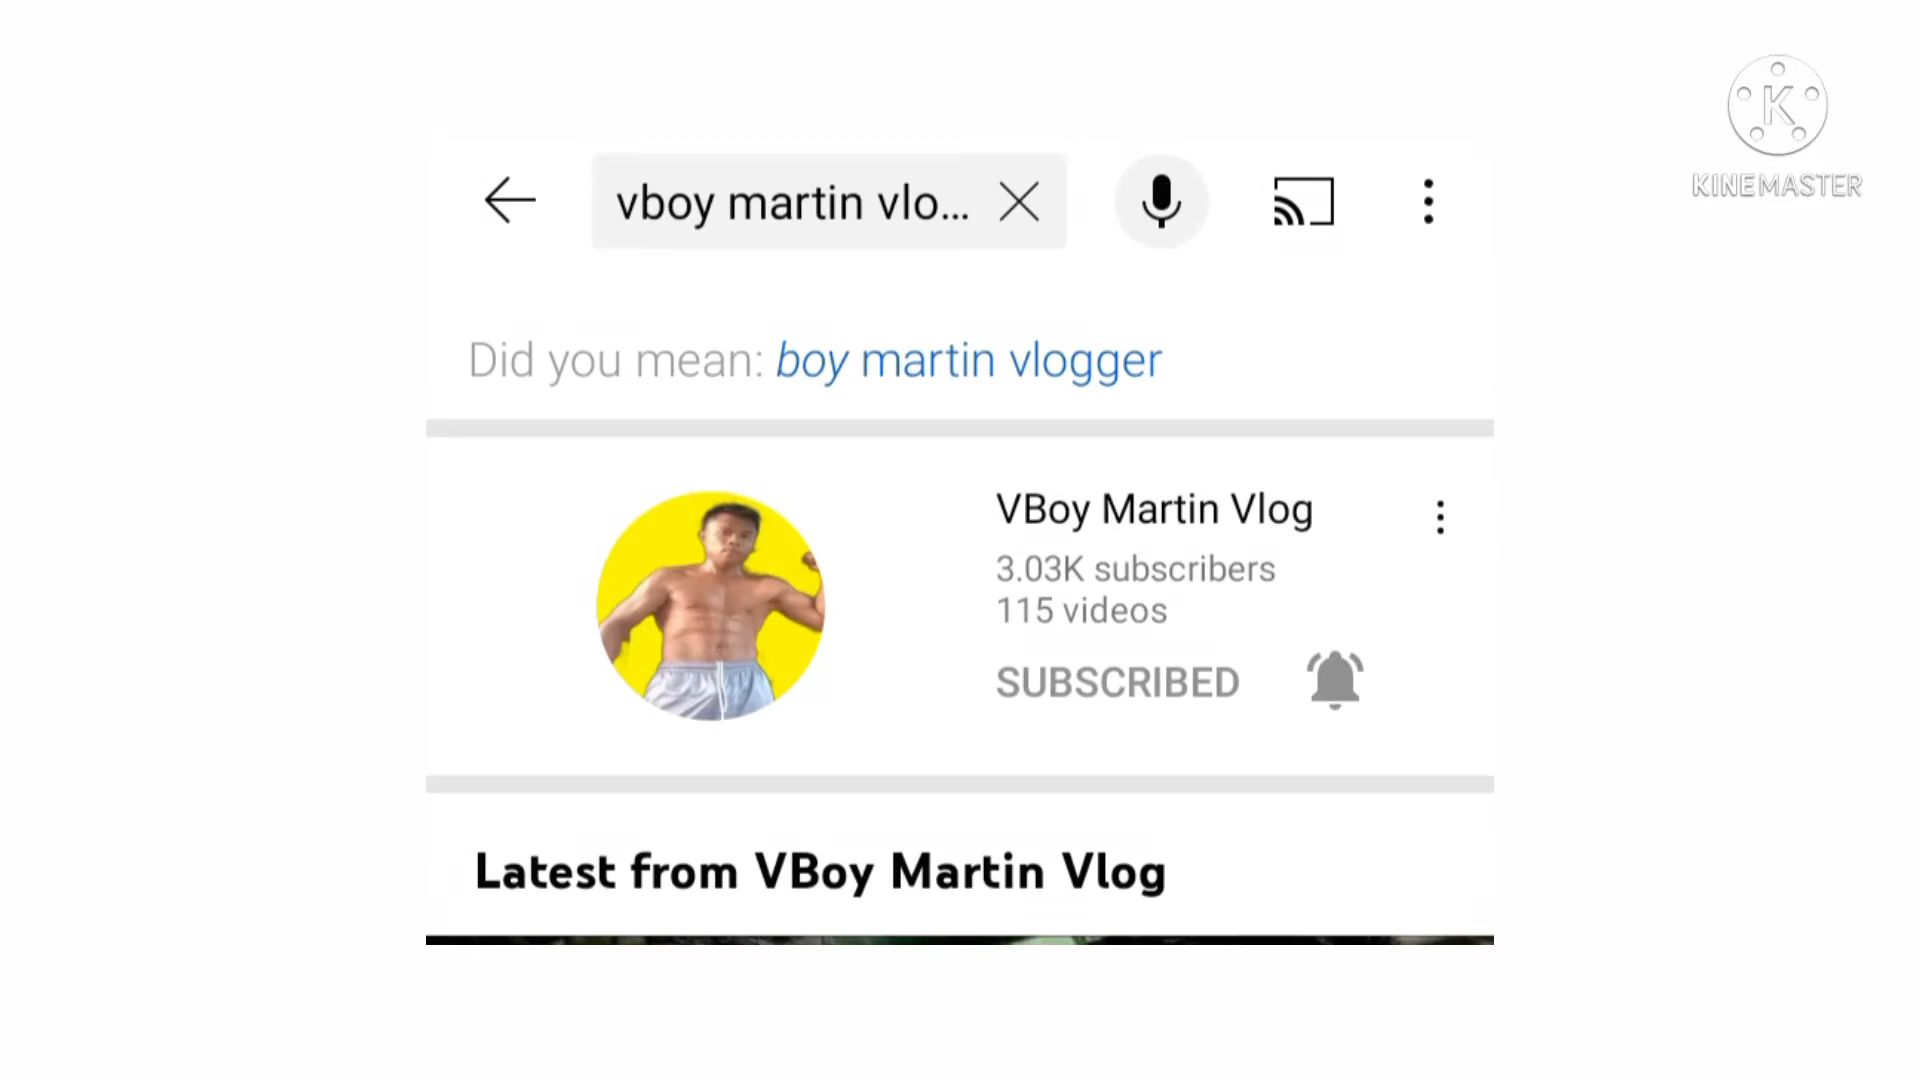 K
KINEMASTER
vboy martin vlo...
Did you mean: boy martin vlogger
VBoy Martin Vlog
3.03K subscribers
115 videos
SUBSCRIBED
Latest from VBoy Martin Vlog